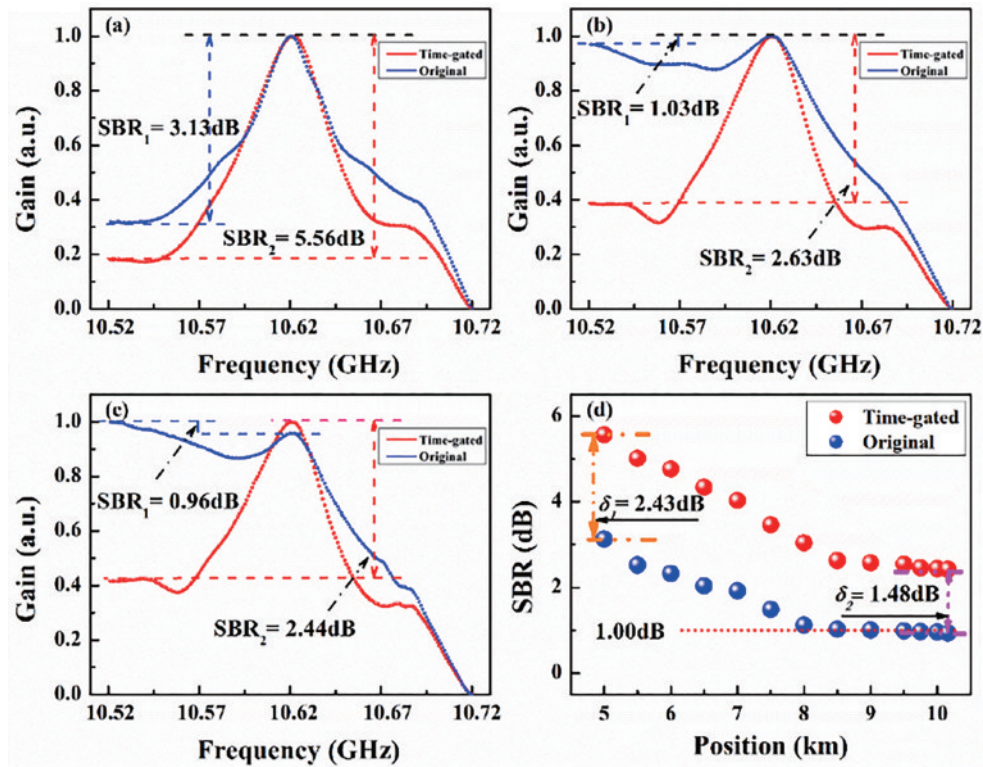 (a)
Time-gated
Original
SBR1= 3.13dB
SBR2= 5.56dB
Gain (a.u.)
1.0
0.8
0.6
0.4
0.2
0.0
10.52 10.57 10.62 10.67 10.72
Frequency (GHz)
(b)
Time-gated
Original
SBR1= 1.03dB
SBR2= 2.63dB
Gain (a.u.)
1.0
0.8
0.6
0.4
0.2
0.0
10.52 10.57 10.62 10.67 10.72
Frequency (GHz)
(c)
Time-gated
Original
SBR1= 0.96dB
SBR2= 2.44dB
Gain (a.u.)
1.0
0.8
0.6
0.4
0.2
0.0
10.52 10.57 10.62 10.67 10.72
Frequency (GHz)
(d)
Time-gated
Original
δ1= 2.43dB
δ2= 1.48dB
1.00dB
SBR (dB)
6
4
2
0
5 6 7 8 9 10
Position (km)